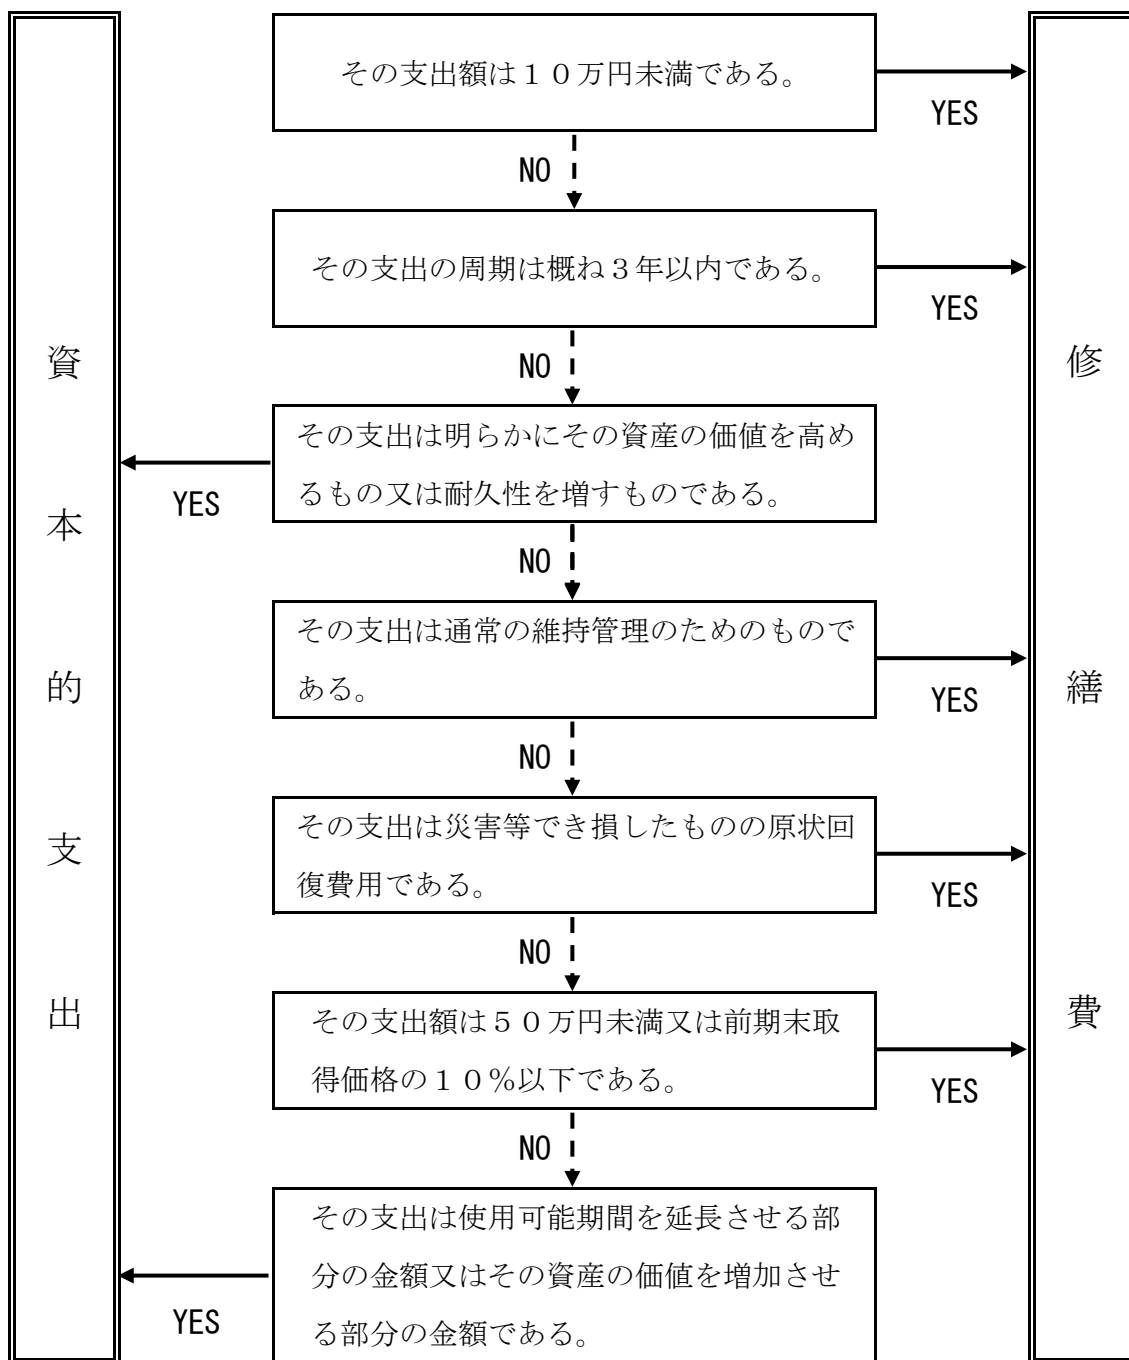 その支出額は１０万円未満である。
YES
NO
その支出の周期は概ね３年以内である。
YES
NO
その支出は明らかにその資産の価値を高め
るもの又は耐久性を増すものである。
YES
NO
その支出は通常の維持管理のためのもので
ある。
YES
NO
その支出は災害等でき損したものの原状回
復費用である。
YES
NO
その支出額は５０万円未満又は前期末取
得価格の１０％以下である。
YES
NO
その支出は使用可能期間を延長させる部
分の金額又はその資産の価値を増加させ
る部分の金額である。
YES
資本的支出
修繕費